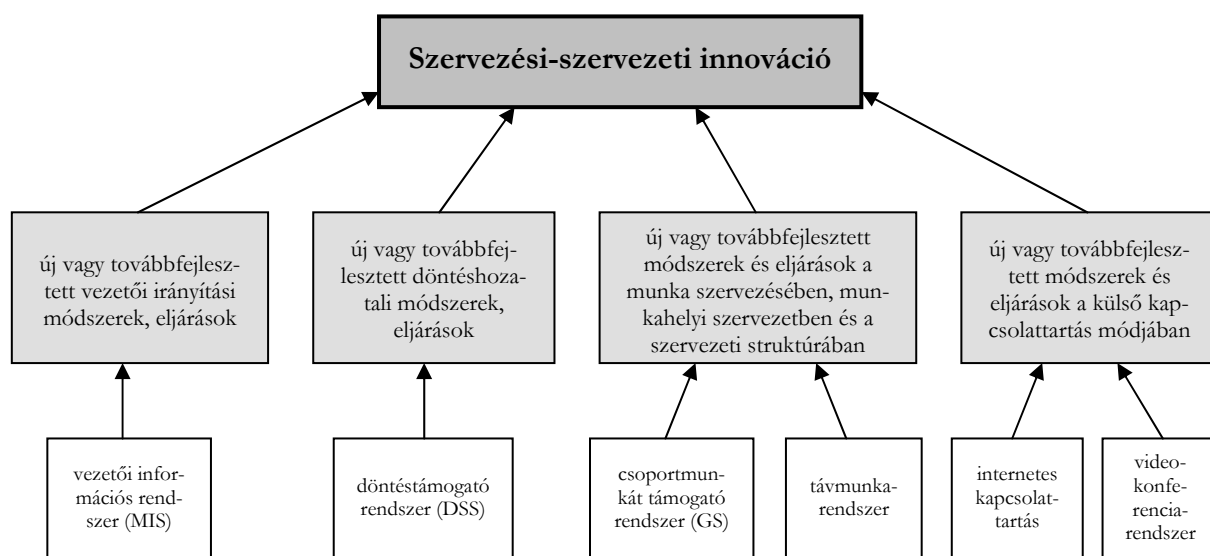 Szervezési-szervezeti innováció
új vagy továbbfejlesz-
tett vezetői irányítási
módszerek, eljárások
új vagy továbbfej-
lesztett döntéshoza-
tali módszerek,
eljárások
új vagy továbbfejlesztett
módszerek és eljárások a
munka szervezésében, mun-
kahelyi szervezetben és a
szervezeti struktúrában
új vagy továbbfejlesz-
tett módszerek és
eljárások a külső kap-
csolattartás módjában
vezetői infor-
mációs rend-
szer (MIS)
döntéstámogató
rendszer (DSS)
csoportmun-
kát támogató
rendszer (GS)
távmunka-
rendszer
internetes
kapcsolat-
tartás
video-
konfe-
rencia-
rendszer